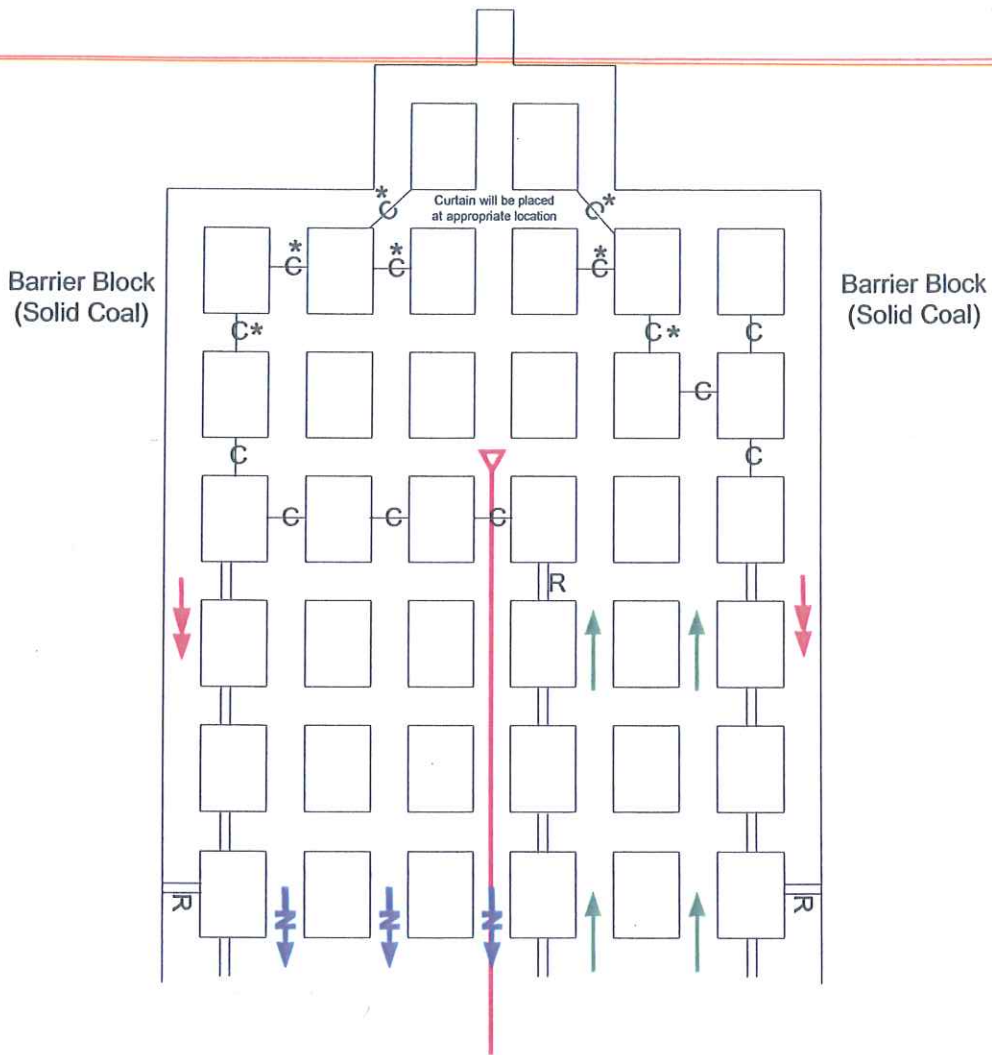 *
C
Curtain will be placed
at appropriate location
C*
*
C
*
C
*
C
Barrier Block
(Solid Coal)
Barrier Block
(Solid Coal)
C*
C*
C
C
C
C
C
C
C
R
R
N
N
N
R